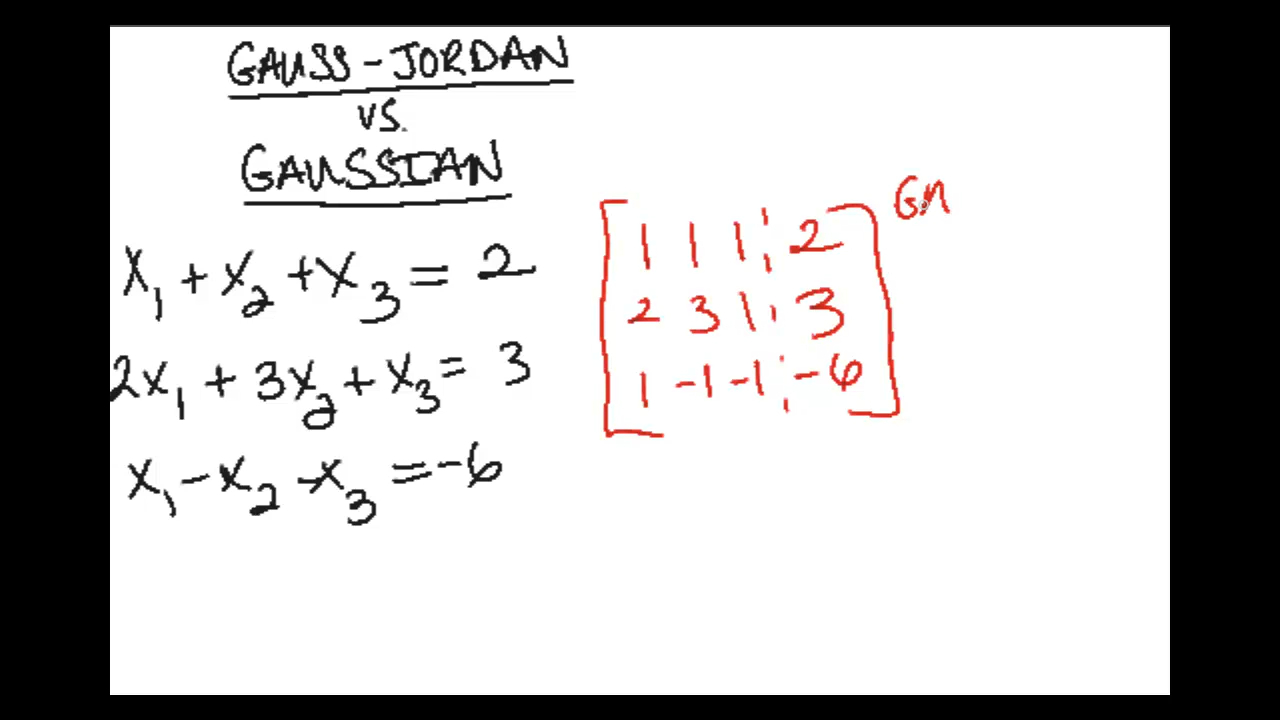 GAUSS-JORDAN
vs.
GAUSSIAN
x₁ + x₂ + x₃ = 2
2x₁ + 3x₂ + x₃ = 3
x₁ - x₂ - x₃ = -6
[1 1 1 ¦ 2
2 3 1 ¦ 3
1 -1 -1 ¦ -6]